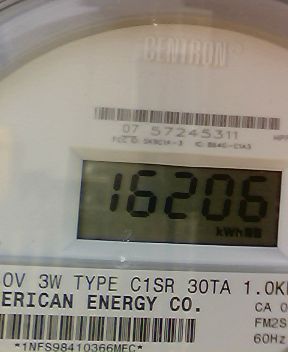 CENTRON
07 57245311
16206
kWh
0V 3W TYPE C1SR 30TA 1.0K
ERICAN ENERGY CO.
CA 0
FM2S
60Hz
*1NFS98410366MEC*